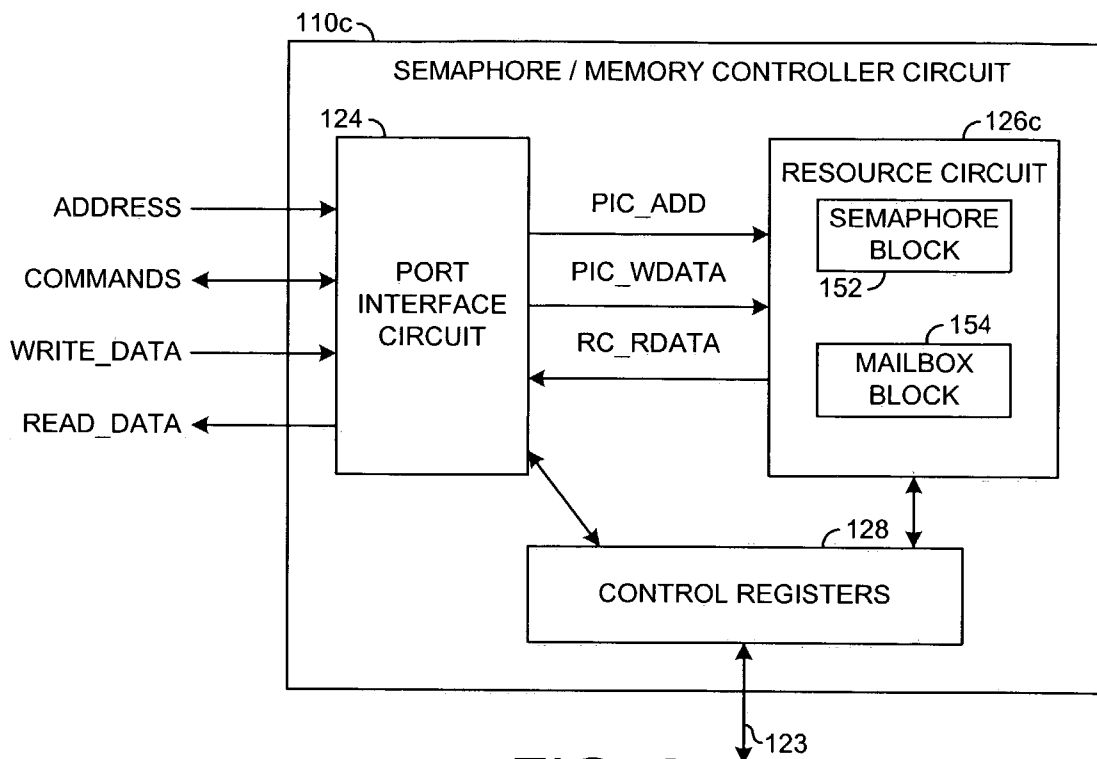 110c
SEMAPHORE / MEMORY CONTROLLER CIRCUIT
124
126c
ADDRESS
COMMANDS
WRITE_DATA
READ_DATA
PORT
INTERFACE
CIRCUIT
PIC_ADD
PIC_WDATA
RC_RDATA
RESOURCE CIRCUIT
SEMAPHORE
BLOCK
152
154
MAILBOX
BLOCK
128
CONTROL REGISTERS
123